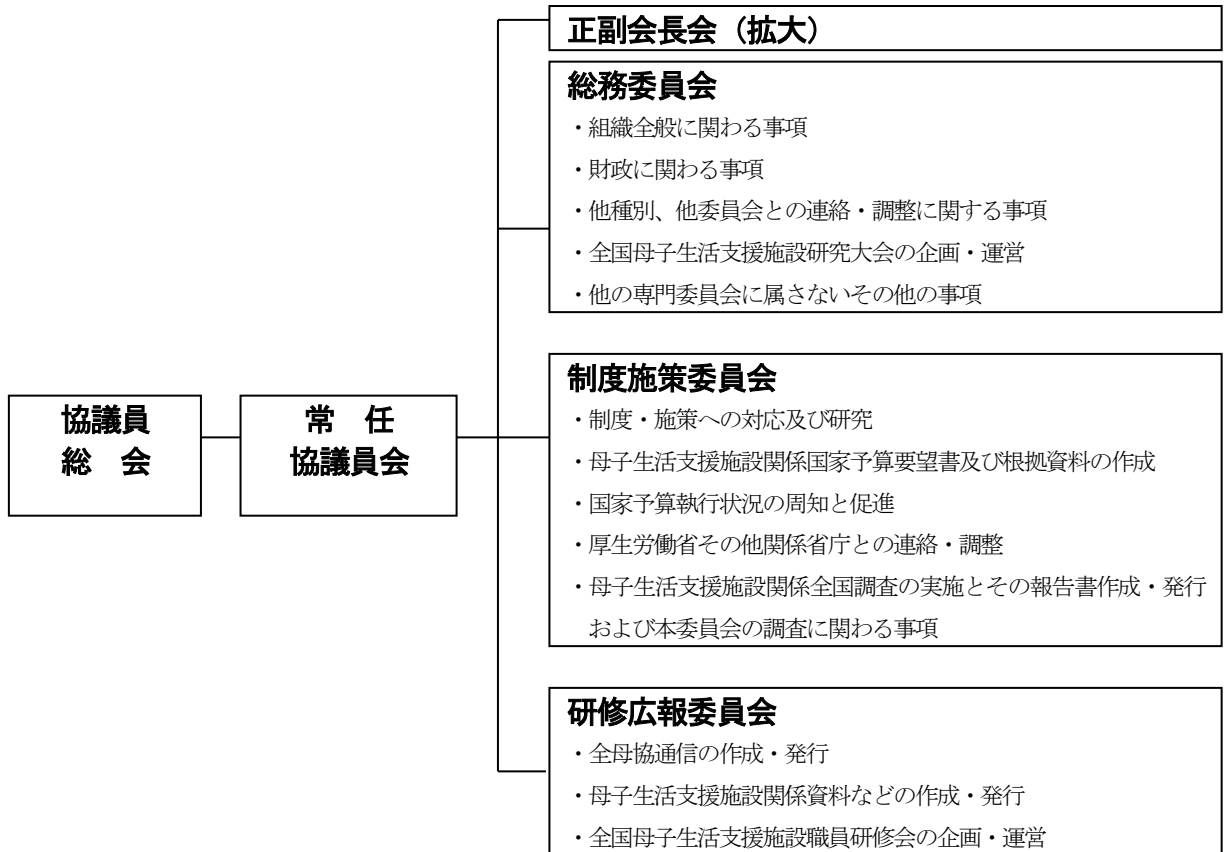 正副会長会（拡大）
総務委員会
・組織全般に関わる事項
・財政に関わる事項
・他種別、他委員会との連絡・調整に関する事項
・全国母子生活支援施設研究大会の企画・運営
・他の専門委員会に属さないその他の事項
協議員
総　会
常　任
協議員会
制度施策委員会
・制度・施策への対応及び研究
・母子生活支援施設関係国家予算要望書及び根拠資料の作成
・国家予算執行状況の周知と促進
・厚生労働省その他関係省庁との連絡・調整
・母子生活支援施設関係全国調査の実施とその報告書作成・発行
および本委員会の調査に関わる事項
研修広報委員会
・全母協通信の作成・発行
・母子生活支援施設関係資料などの作成・発行
・全国母子生活支援施設職員研修会の企画・運営